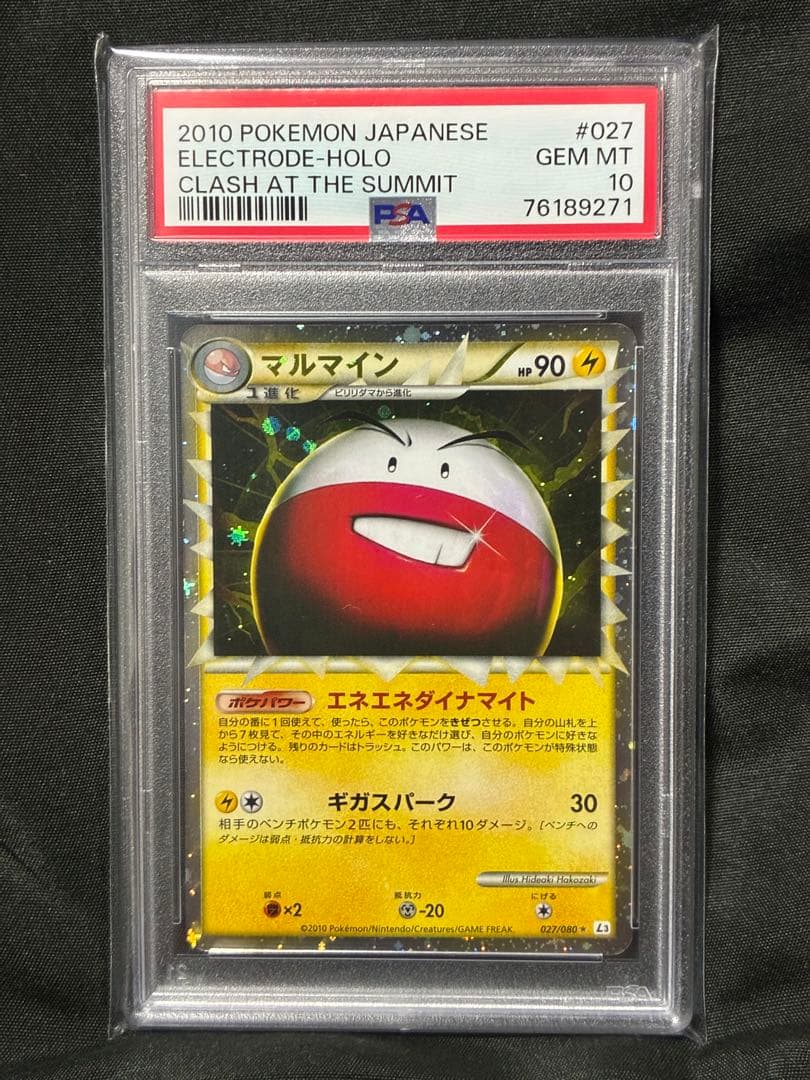 2010 POKEMON JAPANESE #027
ELECTRODE-HOLO GEM MT
CLASH AT THE SUMMIT 10
PSA 76189271
マルマイン HP90
1進化 ビリリダマから進化
ポケパワー エネエネダイナマイト
自分の番に1回使えて、使ったら、このポケモンをきぜつさせる。自分の山札を上
から7枚見て、その中のエネルギーを好きなだけ選び、自分のポケモンに好きな
ようにつける。残りのカードはトラッシュ。このパワーは、このポケモンが特殊状態
なら使えない。
ギガスパーク 30
相手のベンチポケモン2匹にも、それぞれ10ダメージ。[ベンチへの
ダメージは弱点・抵抗力の計算をしない。]
Illus. Hideaki Hakozaki
弱点 抵抗力 にげる
×2 -20
©2010 Pokémon/Nintendo/Creatures/GAME FREAK. 027/080 ★ L3
PSA